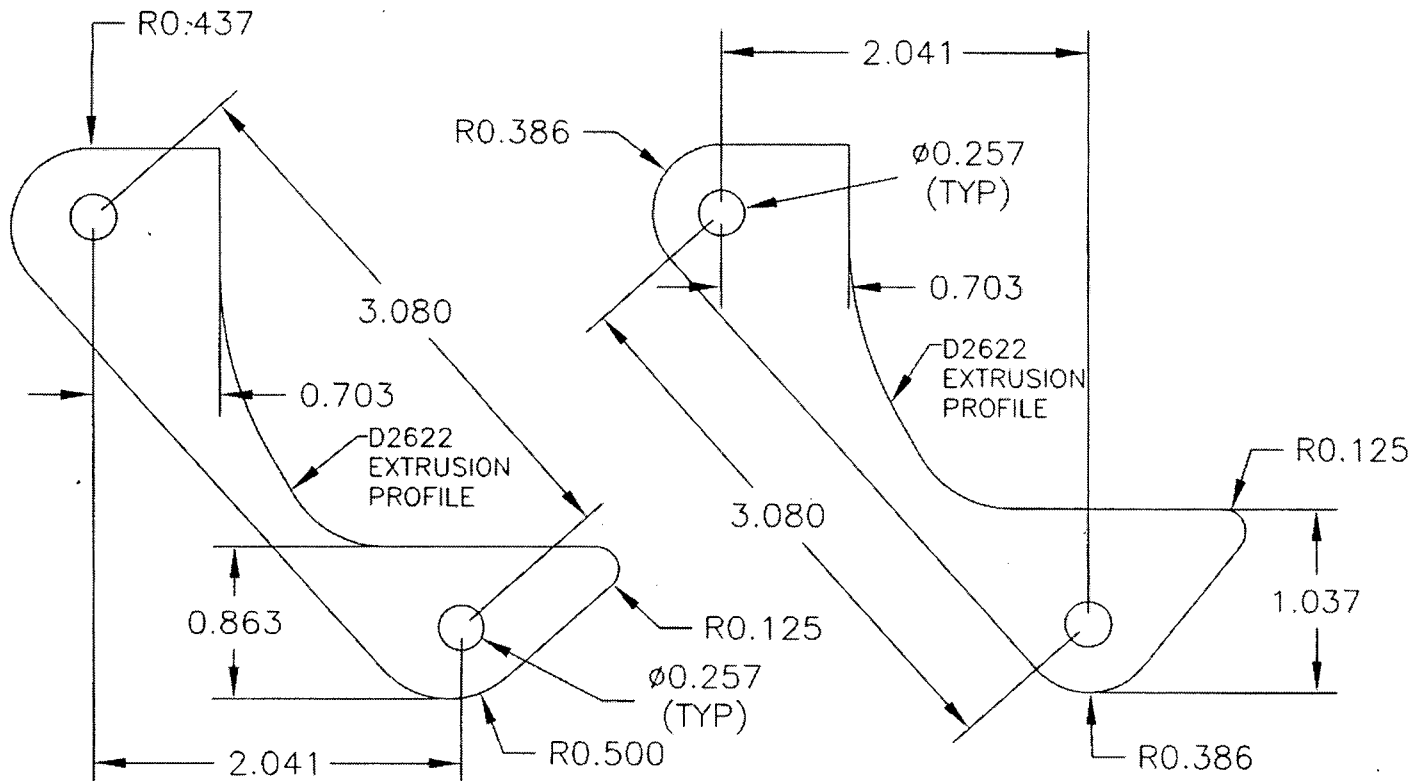 R0.437
3.080
0.703
D2622
EXTRUSION
PROFILE
0.863
R0.125
ø0.257
(TYP)
R0.500
2.041
2.041
R0.386
ø0.257
(TYP)
0.703
D2622
EXTRUSION
PROFILE
R0.125
3.080
1.037
R0.386